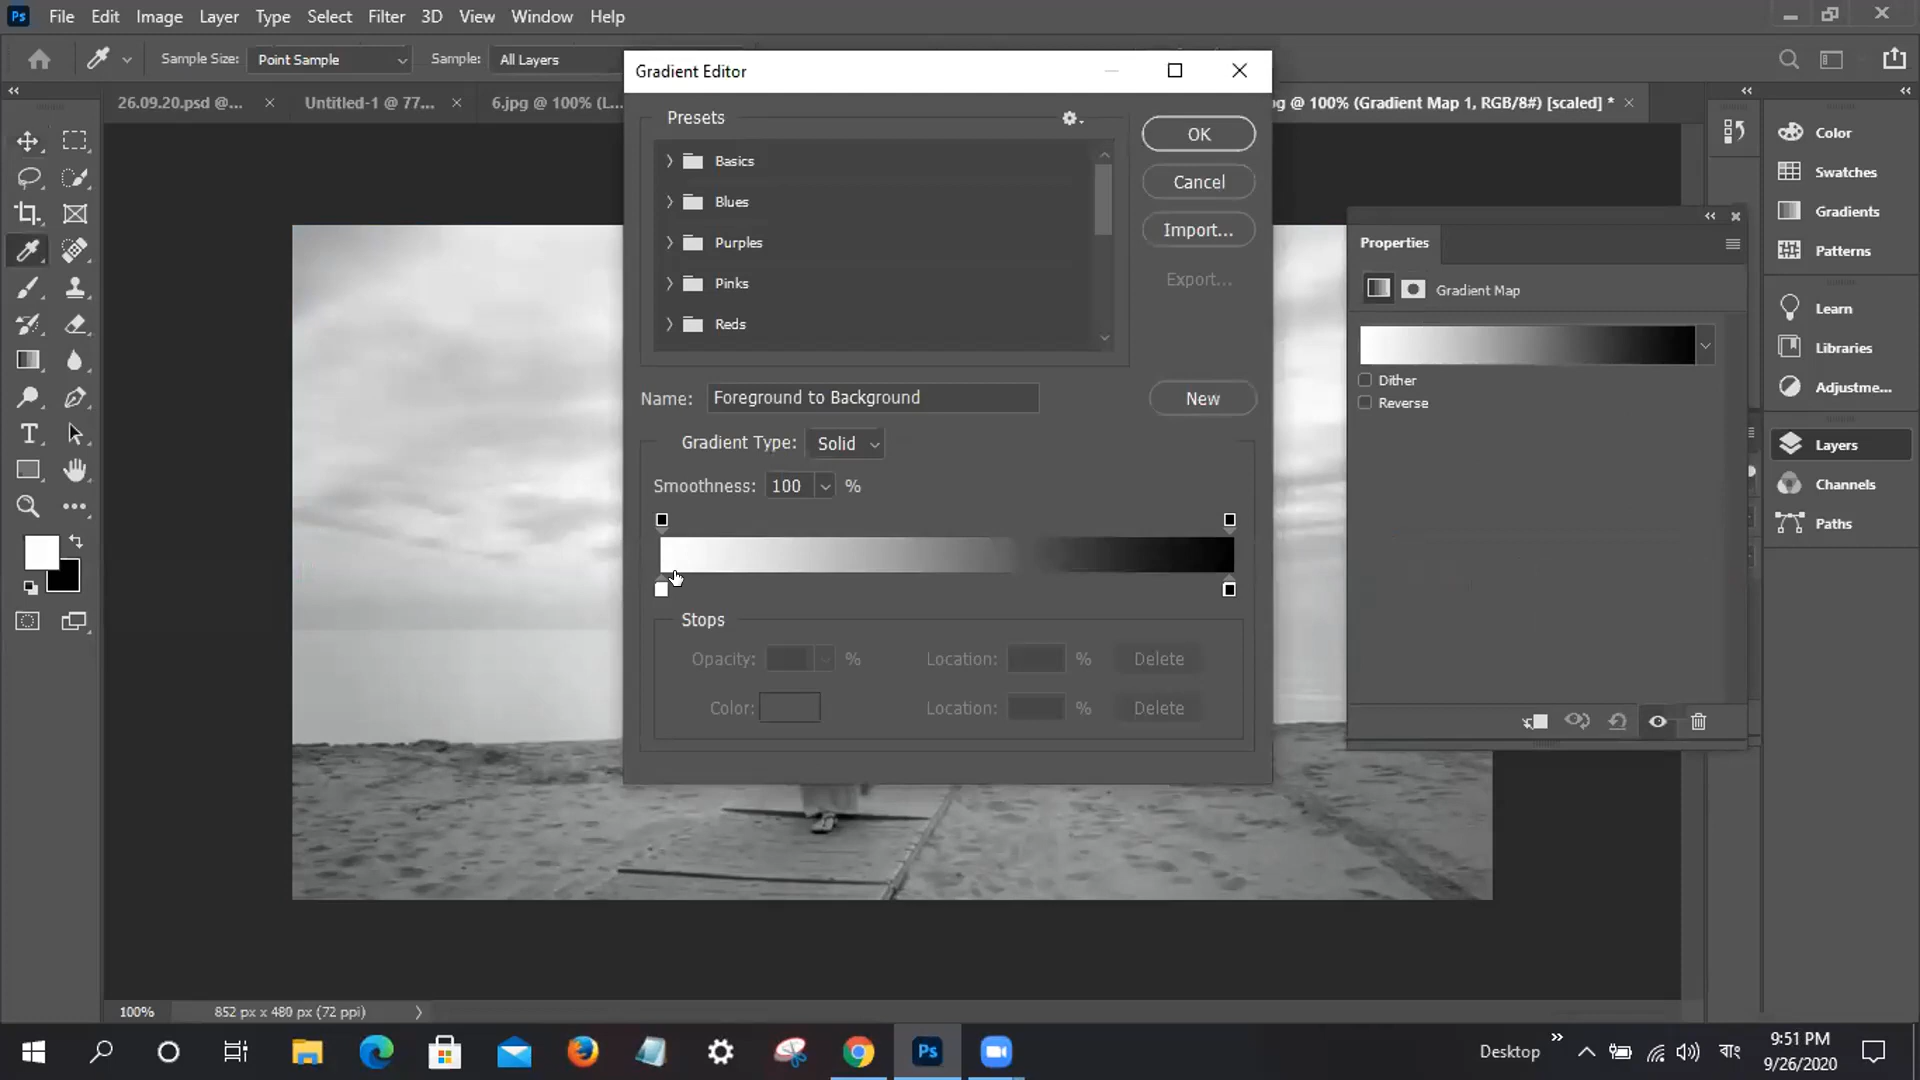 Ps File Edit Image Layer Type Select Filter 3D View Window Help
Sample Size: Point Sample Sample: All Layers
26.09.20.psd @... × Untitled-1 @ 77... × 6.jpg @ 100% (L... g @ 100% (Gradient Map 1, RGB/8#) [scaled] * ×
Gradient Editor
Presets
Basics
Blues
Purples
Pinks
Reds
OK
Cancel
Import...
Export...
Name: Foreground to Background
New
Gradient Type: Solid
Smoothness: 100 %
Stops
Opacity: % Location: % Delete
Color: Location: % Delete
Properties
Gradient Map
Dither
Reverse
Color
Swatches
Gradients
Patterns
Learn
Libraries
Adjustme...
Layers
Channels
Paths
100% 852 px x 480 px (72 ppi)
Ps
Desktop
বাং
9:51 PM
9/26/2020